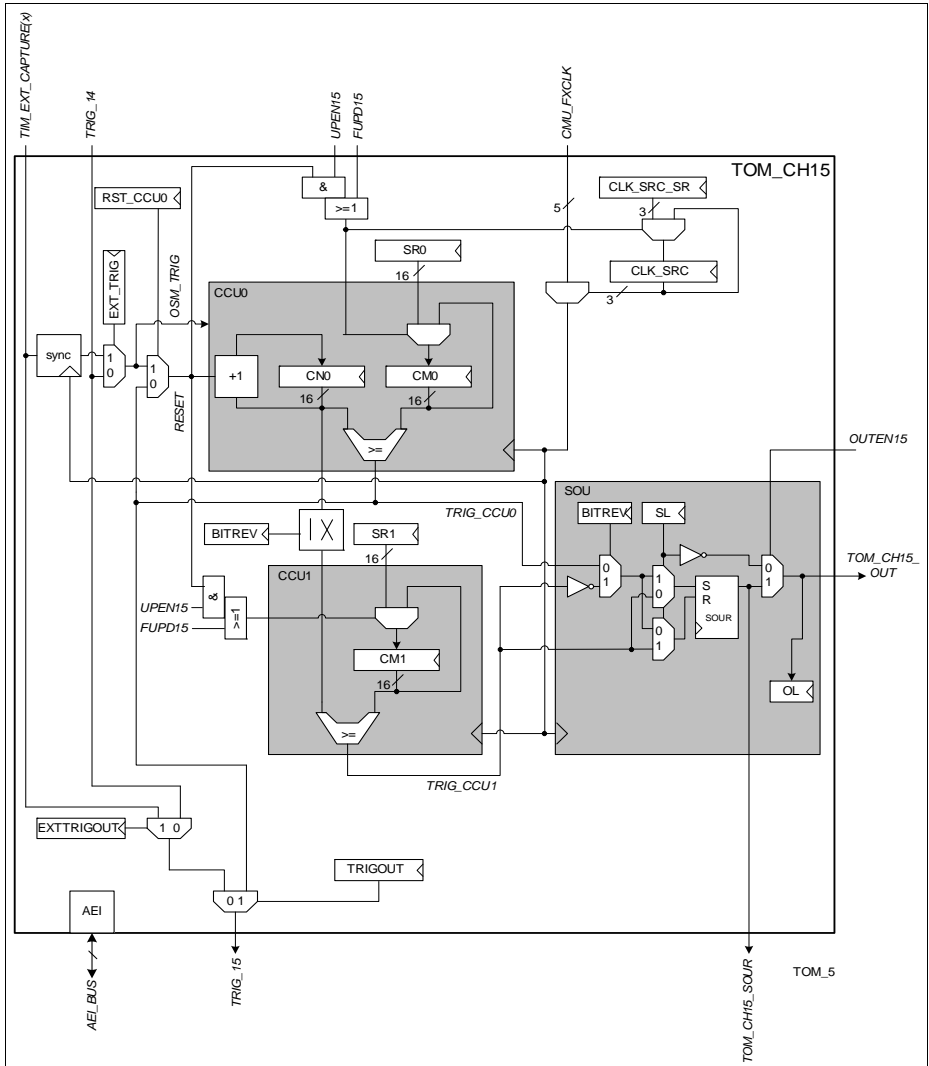 TIM_EXT_CAPTURE(x)
TRIG_14
UPEN15
FUPD15
CMU_FXCLK
TOM_CH15
RST_CCU0
&
>=1
CLK_SRC_SR
5
3
SR0
16
CLK_SRC
3
EXT_TRIG
OSM_TRIG
CCU0
sync
1
0
1
0
RESET
+1
CN0
CM0
16
16
>=
OUTEN15
SOU
TRIG_CCU0
BITREV
SL
BITREV
SR1
16
TOM_CH15_
OUT
0
1
1
0
S
R
SOUR
0
1
0
1
CCU1
&
>=1
UPEN15
FUPD15
CM1
16
OL
>=
TRIG_CCU1
EXTTRIGOUT
1 0
TRIGOUT
0 1
AEI
AEI_BUS
TRIG_15
TOM_CH15_SOUR
TOM_5